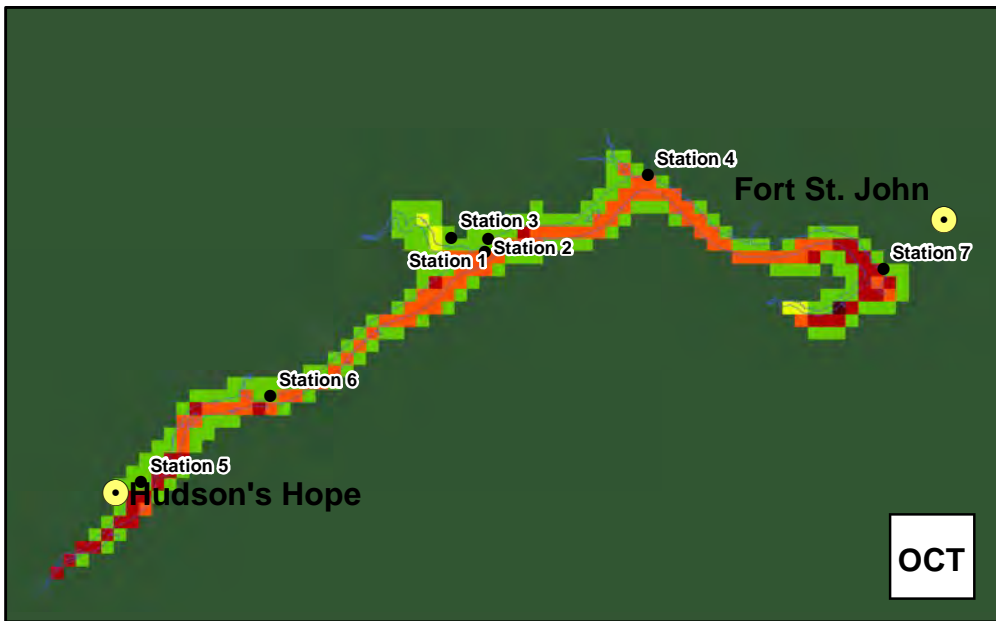 Station 4
Fort St. John
Station 3
Station 2
Station 1
Station 7
Station 6
Station 5
Hudson's Hope
OCT